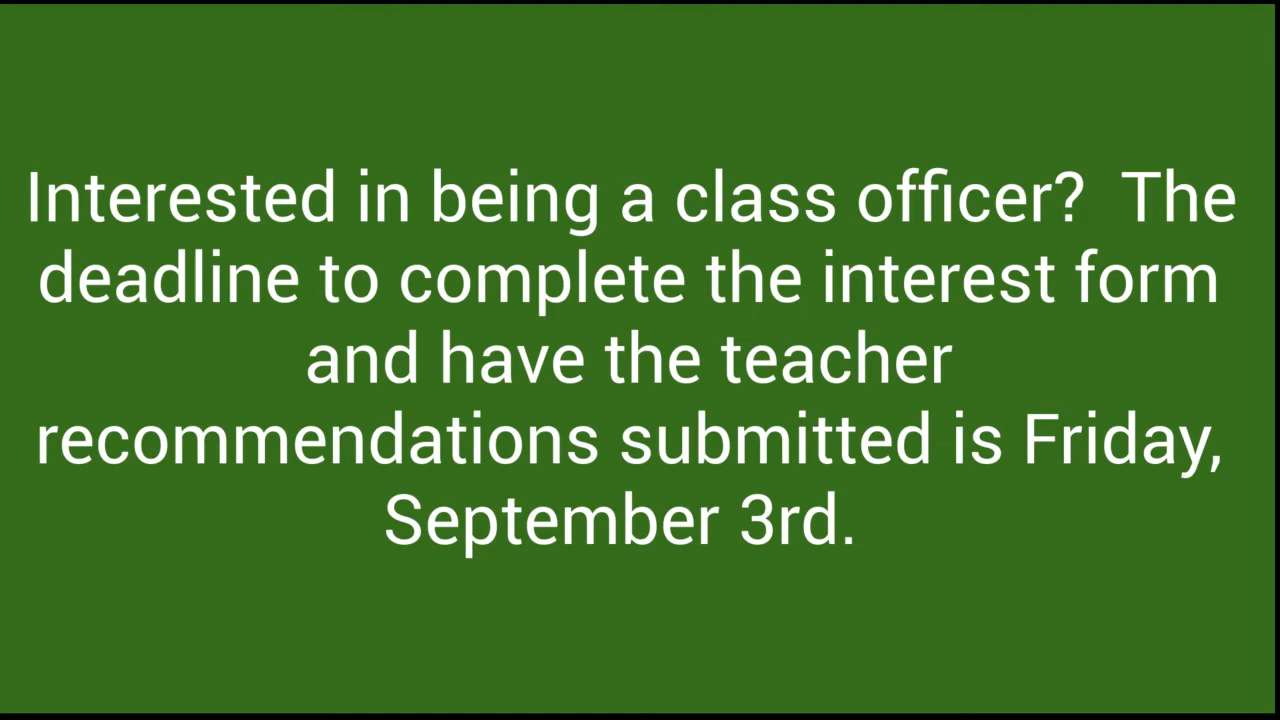 Interested in being a class officer?  The
deadline to complete the interest form
and have the teacher
recommendations submitted is Friday,
September 3rd.